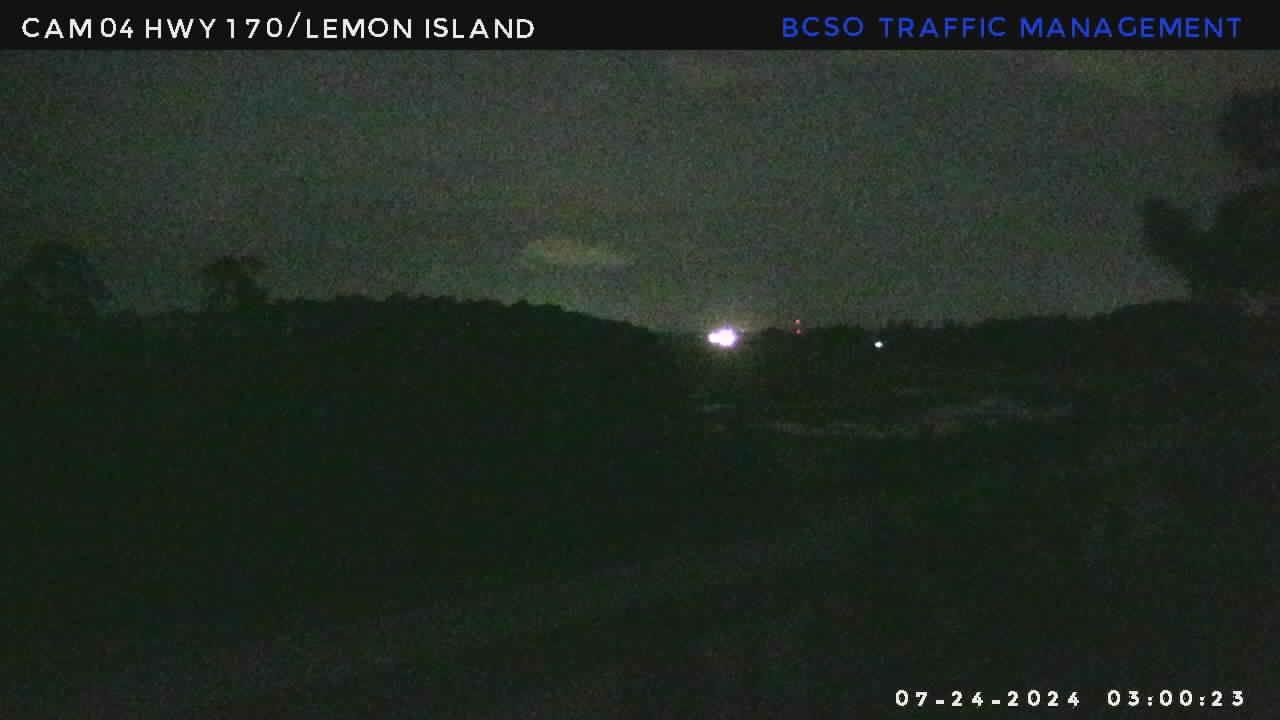 CAM04 HWY 170/LEMON ISLAND
BCSO TRAFFIC MANAGEMENT
07-24-2024 03:00:23